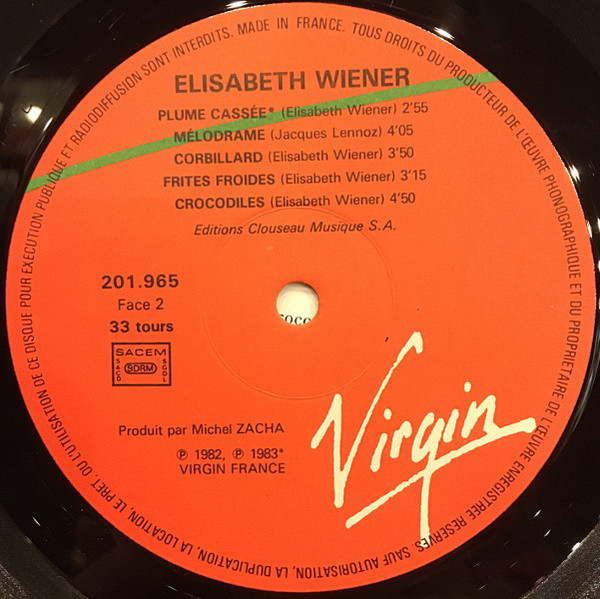 MADE IN FRANCE. TOUS DROITS DU PRODUCTEUR DE L'ŒUVRE PHONOGRAPHIQUE ET DU PROPRIETAIRE DE L'ŒUVRE ENREGISTREE RESERVES. SAUF AUTORISATION, LA DUPLICATION, LA LOCATION, LE PRET, OU L'UTILISATION DE CE DISQUE POUR EXECUTION PUBLIQUE ET RADIODIFFUSION SONT INTERDITS.
ELISABETH WIENER
PLUME CASSÉE* (Elisabeth Wiener) 2'55
MÉLODRAME (Jacques Lennoz) 4'05
CORBILLARD (Elisabeth Wiener) 3'50
FRITES FROIDES (Elisabeth Wiener) 3'15
CROCODILES (Elisabeth Wiener) 4'50
Editions Clouseau Musique S.A.
201.965
Face 2
33 tours
SACEM
SACD
SDRM
SGDL
Produit par Michel ZACHA
℗ 1982, ℗ 1983*
VIRGIN FRANCE
Virgin